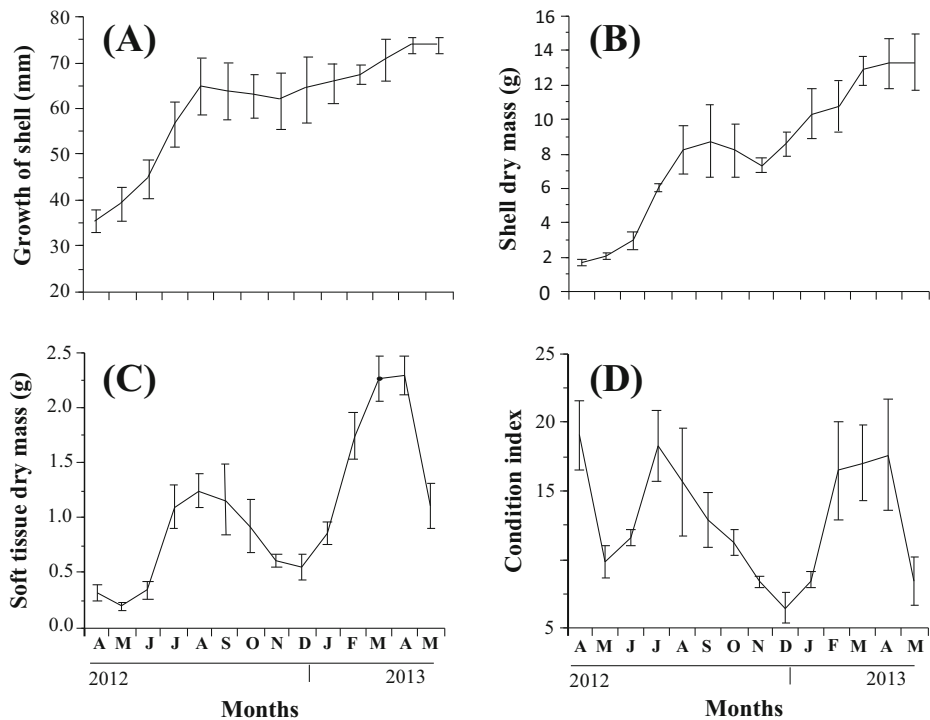 (A)
Growth of shell (mm)
80
70
60
50
40
30
20
(B)
Shell dry mass (g)
16
14
12
10
8
6
4
2
0
(C)
Soft tissue dry mass (g)
2.5
2.0
1.5
1.0
0.5
0.0
A M J J A S O N D J F M A M
2012 2013
Months
(D)
Condition index
25
20
15
5
A M J J A S O N D J F M A M
2012 2013
Months